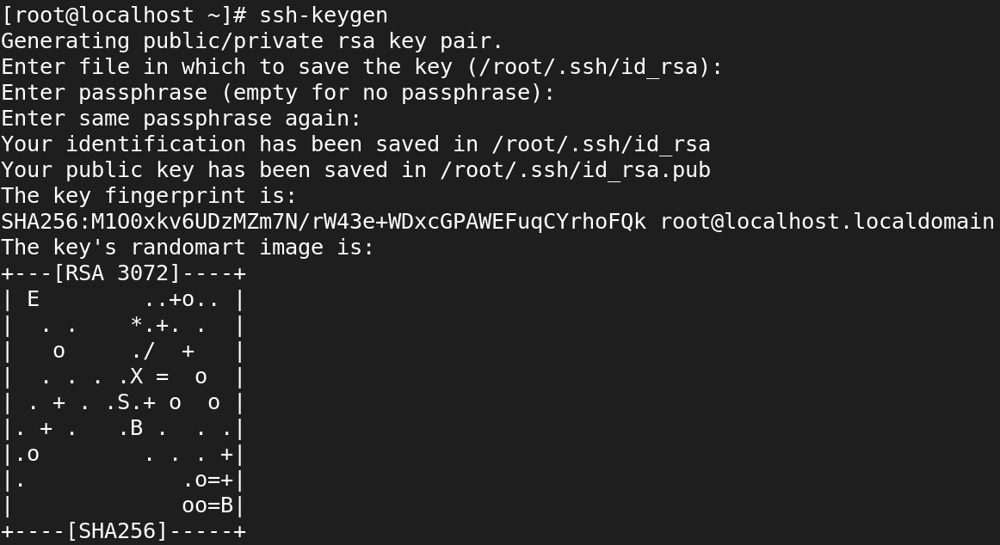 [root@localhost ~]# ssh-keygen
Generating public/private rsa key pair.
Enter file in which to save the key (/root/.ssh/id_rsa):
Enter passphrase (empty for no passphrase):
Enter same passphrase again:
Your identification has been saved in /root/.ssh/id_rsa
Your public key has been saved in /root/.ssh/id_rsa.pub
The key fingerprint is:
SHA256:M1O0xkv6UDzMZm7N/rW43e+WDxcGPAWEFuqCYrhoFQk root@localhost.localdomain
The key's randomart image is:
+---[RSA 3072]----+
| E        ..+o.. |
|  . .    *.+. .  |
|   o     ./  +   |
|  . . . .X =  o  |
| . + . .S.+ o  o |
|. + .   .B .  . .|
|.o        . . . +|
|.            .o=+|
|             oo=B|
+----[SHA256]-----+